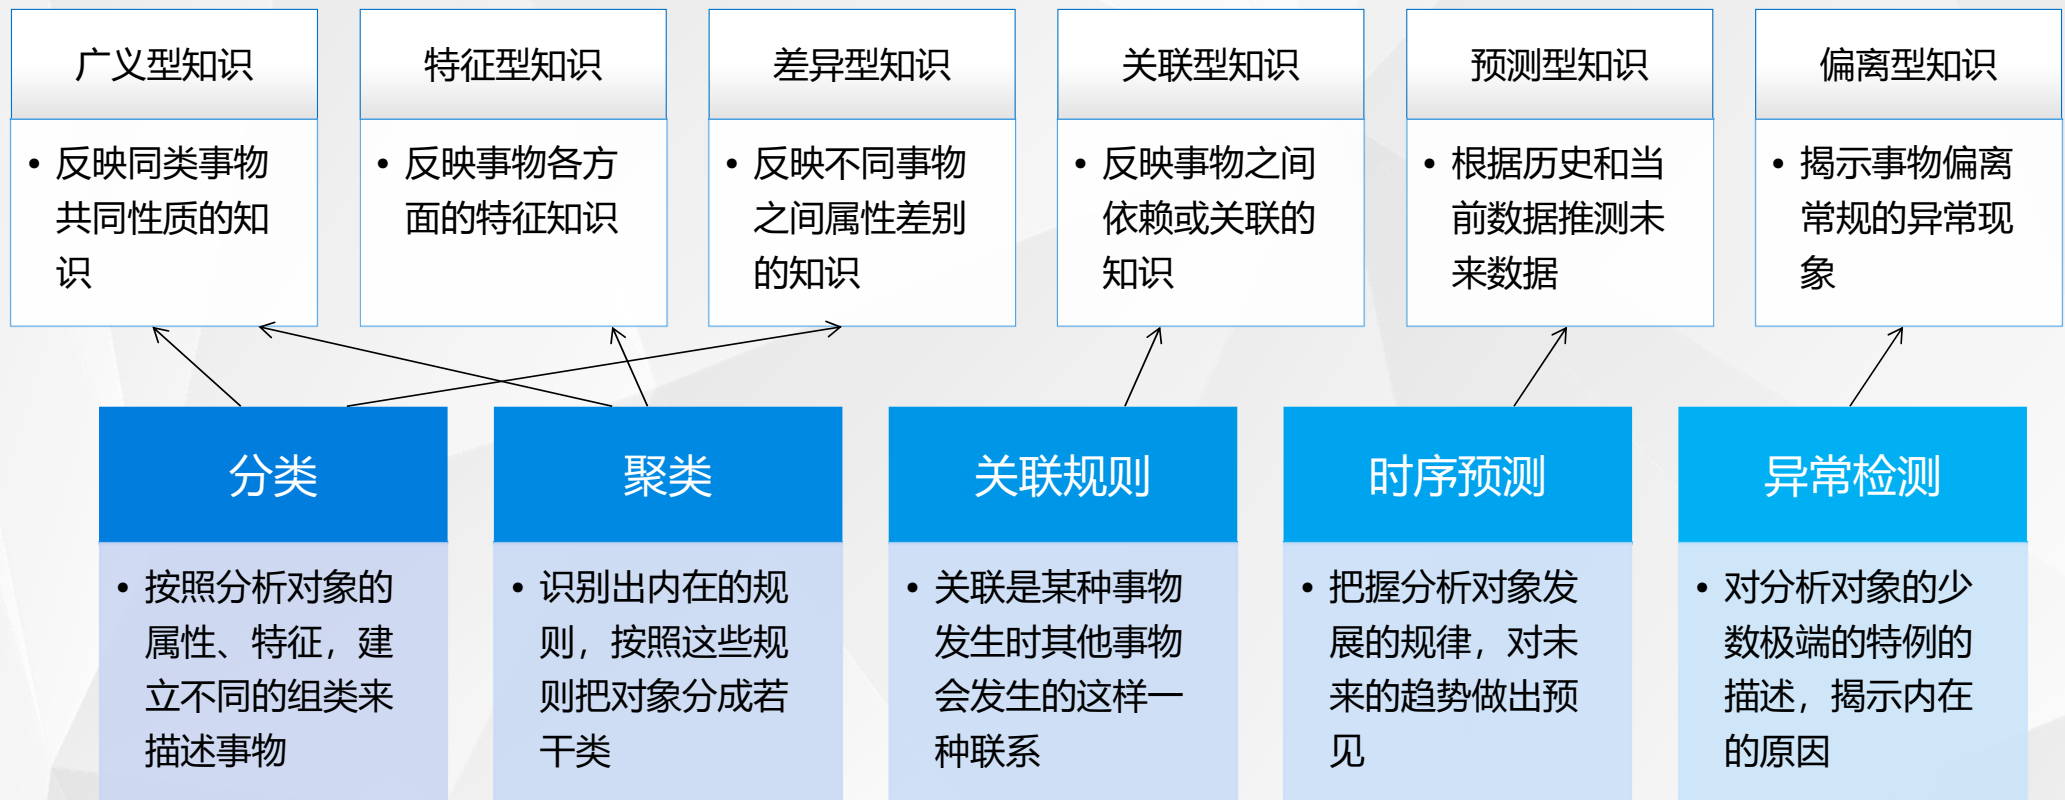 广义型知识
• 反映同类事物
共同性质的知
识
特征型知识
• 反映事物各方
面的特征知识
差异型知识
• 反映不同事物
之间属性差别
的知识
关联型知识
• 反映事物之间
依赖或关联的
知识
预测型知识
• 根据历史和当
前数据推测未
来数据
偏离型知识
• 揭示事物偏离
常规的异常现
象
分类
• 按照分析对象的
属性、特征，建
立不同的组类来
描述事物
聚类
• 识别出内在的规
则，按照这些规
则把对象分成若
干类
关联规则
• 关联是某种事物
发生时其他事物
会发生的这样一
种联系
时序预测
• 把握分析对象发
展的规律，对未
来的趋势做出预
见
异常检测
• 对分析对象的少
数极端的特例的
描述，揭示内在
的原因